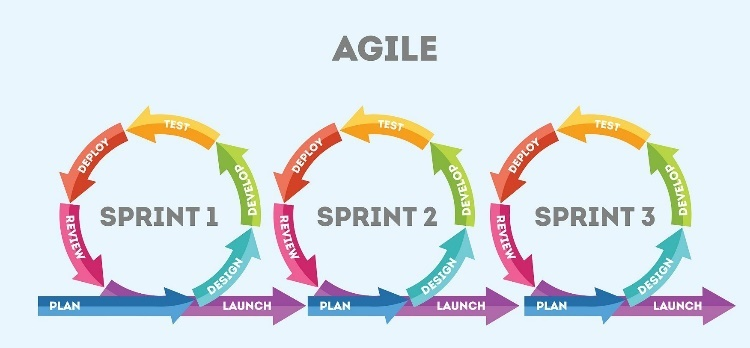 AGILE
TEST
DEPLOY
DEVELOP
REVIEW
SPRINT 1
DESIGN
PLAN
LAUNCH
TEST
DEPLOY
DEVELOP
REVIEW
SPRINT 2
DESIGN
PLAN
LAUNCH
TEST
DEPLOY
DEVELOP
REVIEW
SPRINT 3
DESIGN
PLAN
LAUNCH